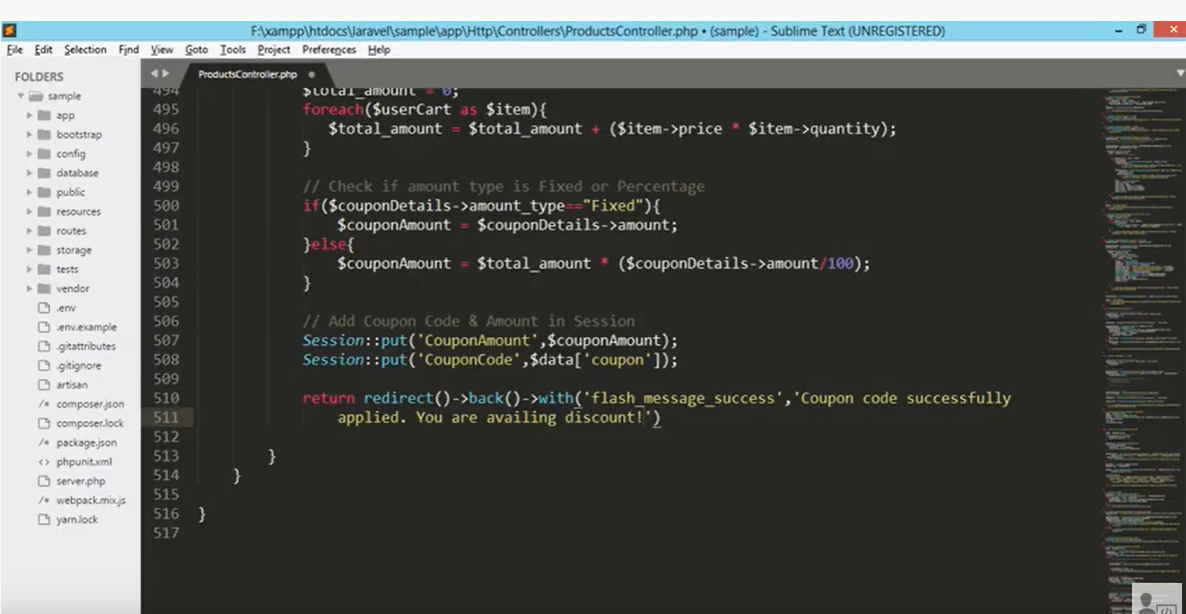 F:\xampp\htdocs\laravel\sample\app\Http\Controllers\ProductsController.php • (sample) - Sublime Text (UNREGISTERED)
File Edit Selection Find View Goto Tools Project Preferences Help
FOLDERS
sample
app
bootstrap
config
database
public
resources
routes
storage
tests
vendor
.env
.env.example
.gitattributes
.gitignore
artisan
/* composer.json
composer.lock
/* package.json
<> phpunit.xml
server.php
/* webpack.mix.js
yarn.lock
ProductsController.php
494 $total_amount = 0;
495 foreach($userCart as $item){
496 $total_amount = $total_amount + ($item->price * $item->quantity);
497 }
498
499 // Check if amount type is Fixed or Percentage
500 if($couponDetails->amount_type=="Fixed"){
501 $couponAmount = $couponDetails->amount;
502 }else{
503 $couponAmount = $total_amount * ($couponDetails->amount/100);
504 }
505
506 // Add Coupon Code & Amount in Session
507 Session::put('CouponAmount',$couponAmount);
508 Session::put('CouponCode',$data['coupon']);
509
510 return redirect()->back()->with('flash_message_success','Coupon code successfully
511 applied. You are availing discount!')
512
513 }
514 }
515
516 }
517